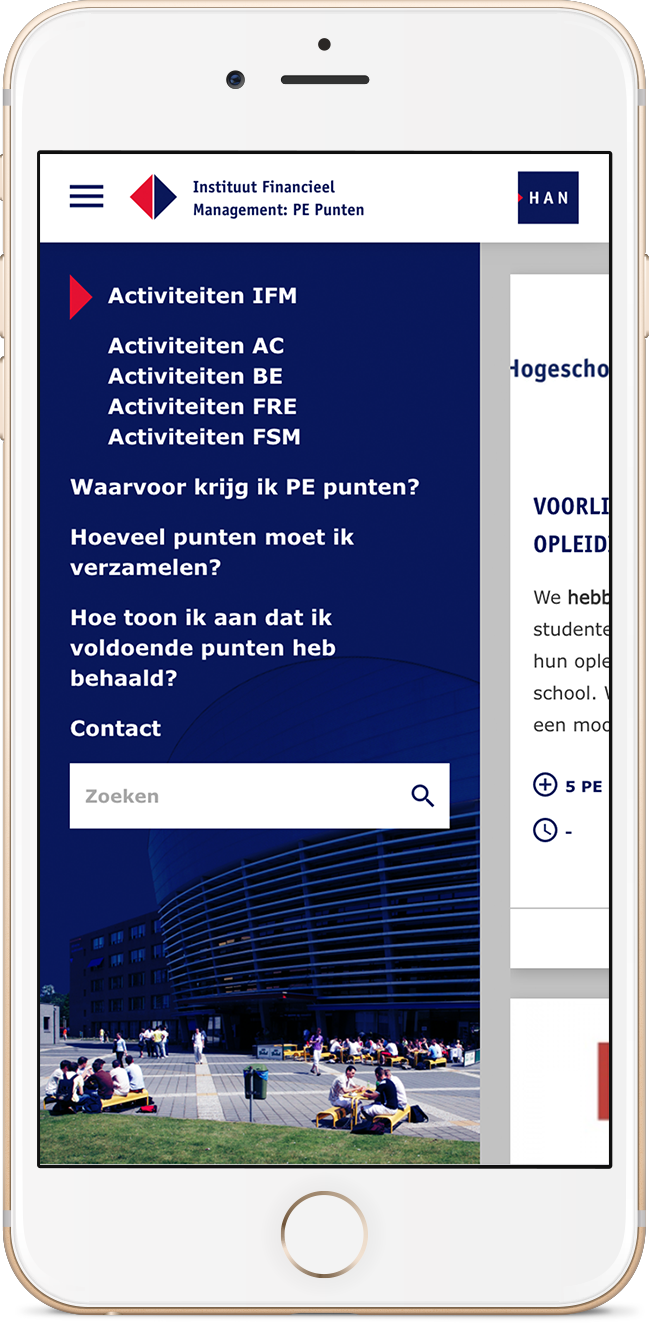 Instituut Financieel
Management: PE Punten
HAN
Activiteiten IFM
Activiteiten AC
Activiteiten BE
Activiteiten FRE
Activiteiten FSM
Waarvoor krijg ik PE punten?
Hoeveel punten moet ik
verzamelen?
Hoe toon ik aan dat ik
voldoende punten heb
behaald?
Contact
Zoeken
Hogescho
VOORLI
OPLEID
We hebb
studente
hun ople
school.
een moo
5 PE
-